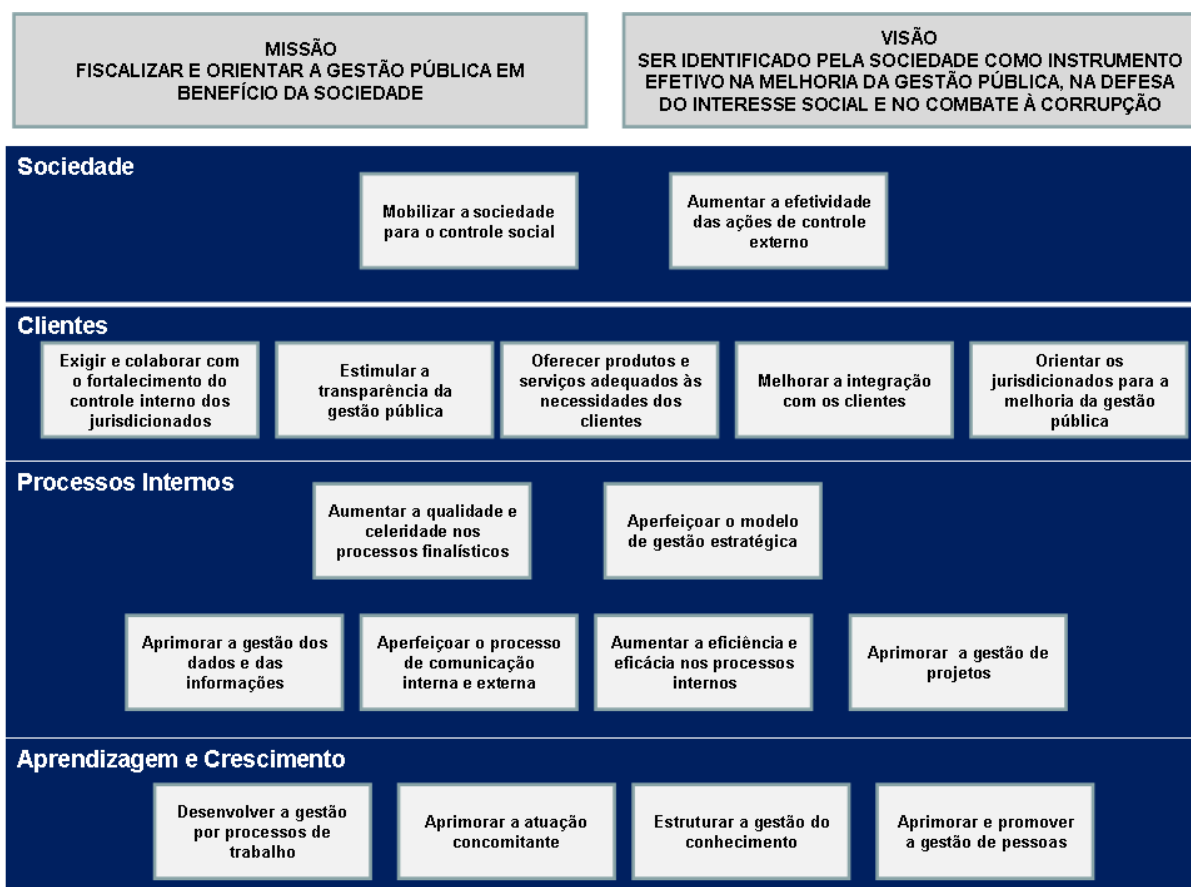 MISSÃO
FISCALIZAR E ORIENTAR A GESTÃO PÚBLICA EM
BENEFÍCIO DA SOCIEDADE
VISÃO
SER IDENTIFICADO PELA SOCIEDADE COMO INSTRUMENTO
EFETIVO NA MELHORIA DA GESTÃO PÚBLICA, NA DEFESA
DO INTERESSE SOCIAL E NO COMBATE À CORRUPÇÃO
Sociedade
Mobilizar a sociedade
para o controle social
Aumentar a efetividade
das ações de controle
externo
Clientes
Exigir e colaborar com
o fortalecimento do
controle interno dos
jurisdicionados
Estimular a
transparência da
gestão pública
Oferecer produtos e
serviços adequados às
necessidades dos
clientes
Melhorar a integração
com os clientes
Orientar os
jurisdicionados para a
melhoria da gestão
pública
Processos Internos
Aumentar a qualidade e
celeridade nos
processos finalísticos
Aperfeiçoar o modelo
de gestão estratégica
Aprimorar a gestão dos
dados e das
informações
Aperfeiçoar o processo
de comunicação
interna e externa
Aumentar a eficiência e
eficácia nos processos
internos
Aprimorar a gestão de
projetos
Aprendizagem e Crescimento
Desenvolver a gestão
por processos de
trabalho
Aprimorar a atuação
concomitante
Estruturar a gestão do
conhecimento
Aprimorar e promover
a gestão de pessoas